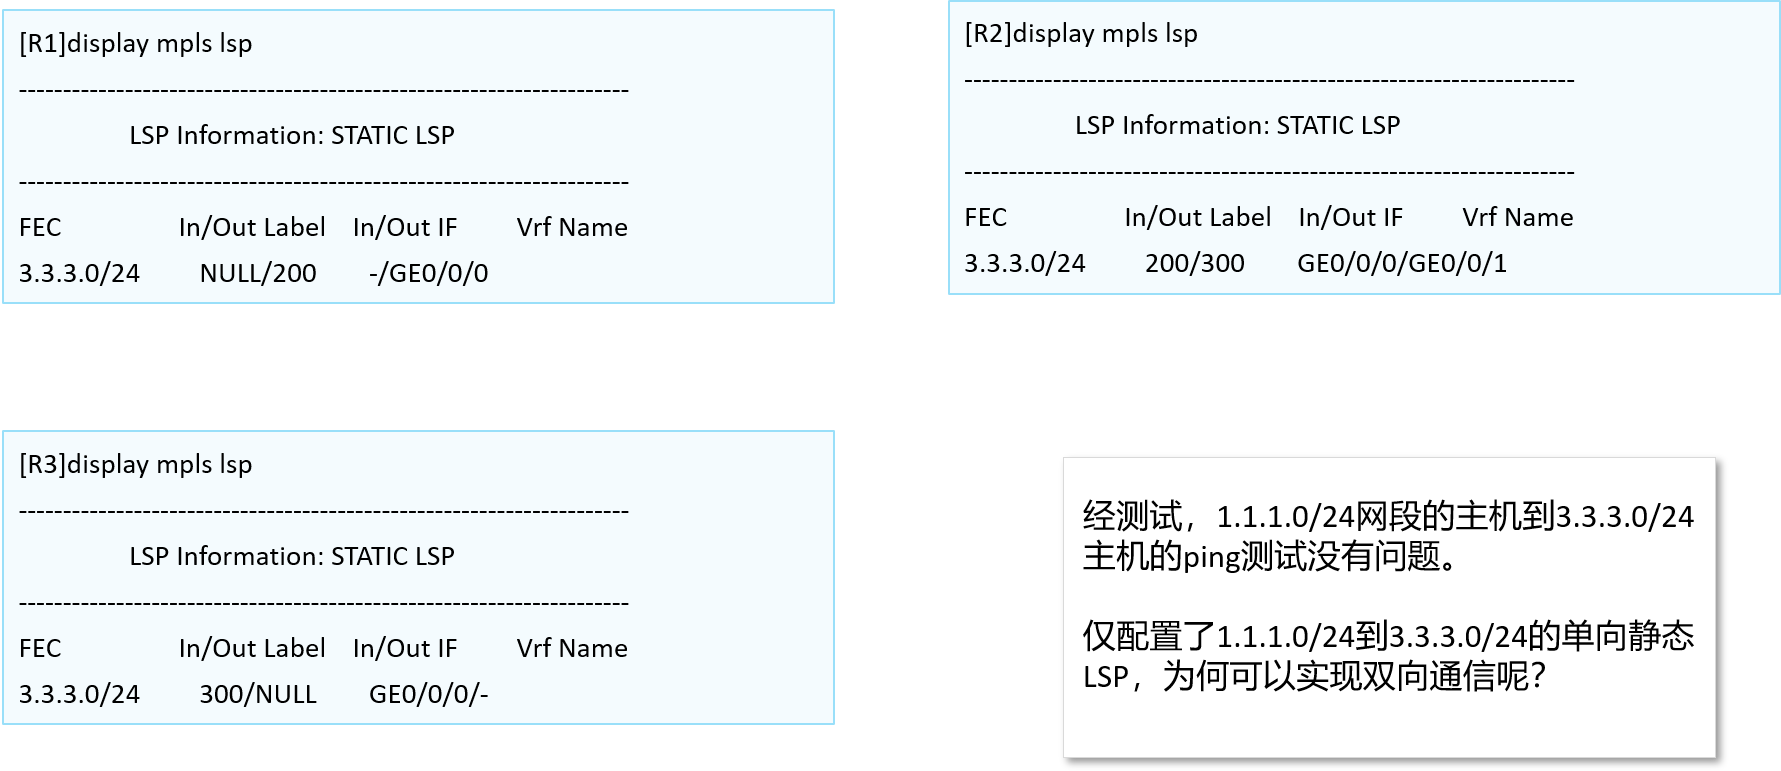 [R1]display mpls lsp
----------------------------------------------------------------------
LSP Information: STATIC LSP
----------------------------------------------------------------------
FEC In/Out Label In/Out IF Vrf Name
3.3.3.0/24 NULL/200 -/GE0/0/0
[R2]display mpls lsp
----------------------------------------------------------------------
LSP Information: STATIC LSP
----------------------------------------------------------------------
FEC In/Out Label In/Out IF Vrf Name
3.3.3.0/24 200/300 GE0/0/0/GE0/0/1
[R3]display mpls lsp
----------------------------------------------------------------------
LSP Information: STATIC LSP
----------------------------------------------------------------------
FEC In/Out Label In/Out IF Vrf Name
3.3.3.0/24 300/NULL GE0/0/0/-
经测试，1.1.1.0/24网段的主机到3.3.3.0/24
主机的ping测试没有问题。
仅配置了1.1.1.0/24到3.3.3.0/24的单向静态
LSP，为何可以实现双向通信呢？